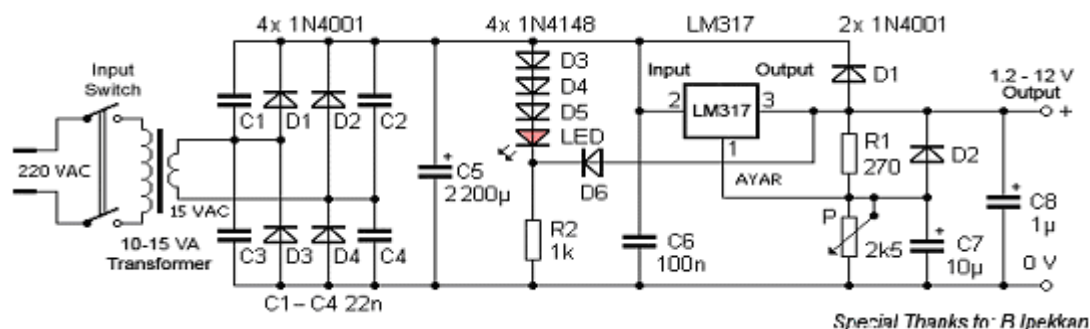 4x 1N4001
4x 1N4148
LM317
2x 1N4001
Input
Switch
220 VAC
15 VAC
10-15 VA
Transformer
C1
D1
D2
C2
C3
D3
D4
C4
C1 – C4 22n
C5
+
2200µ
D3
D4
D5
LED
D6
R2
1k
C6
100n
Input
Output
2
LM317
3
1
AYAR
D1
R1
270
D2
P
2k5
+
C7
10µ
+
C8
1µ
1.2 - 12 V
Output
+
0 V
Special Thanks to: B.Ipekkan